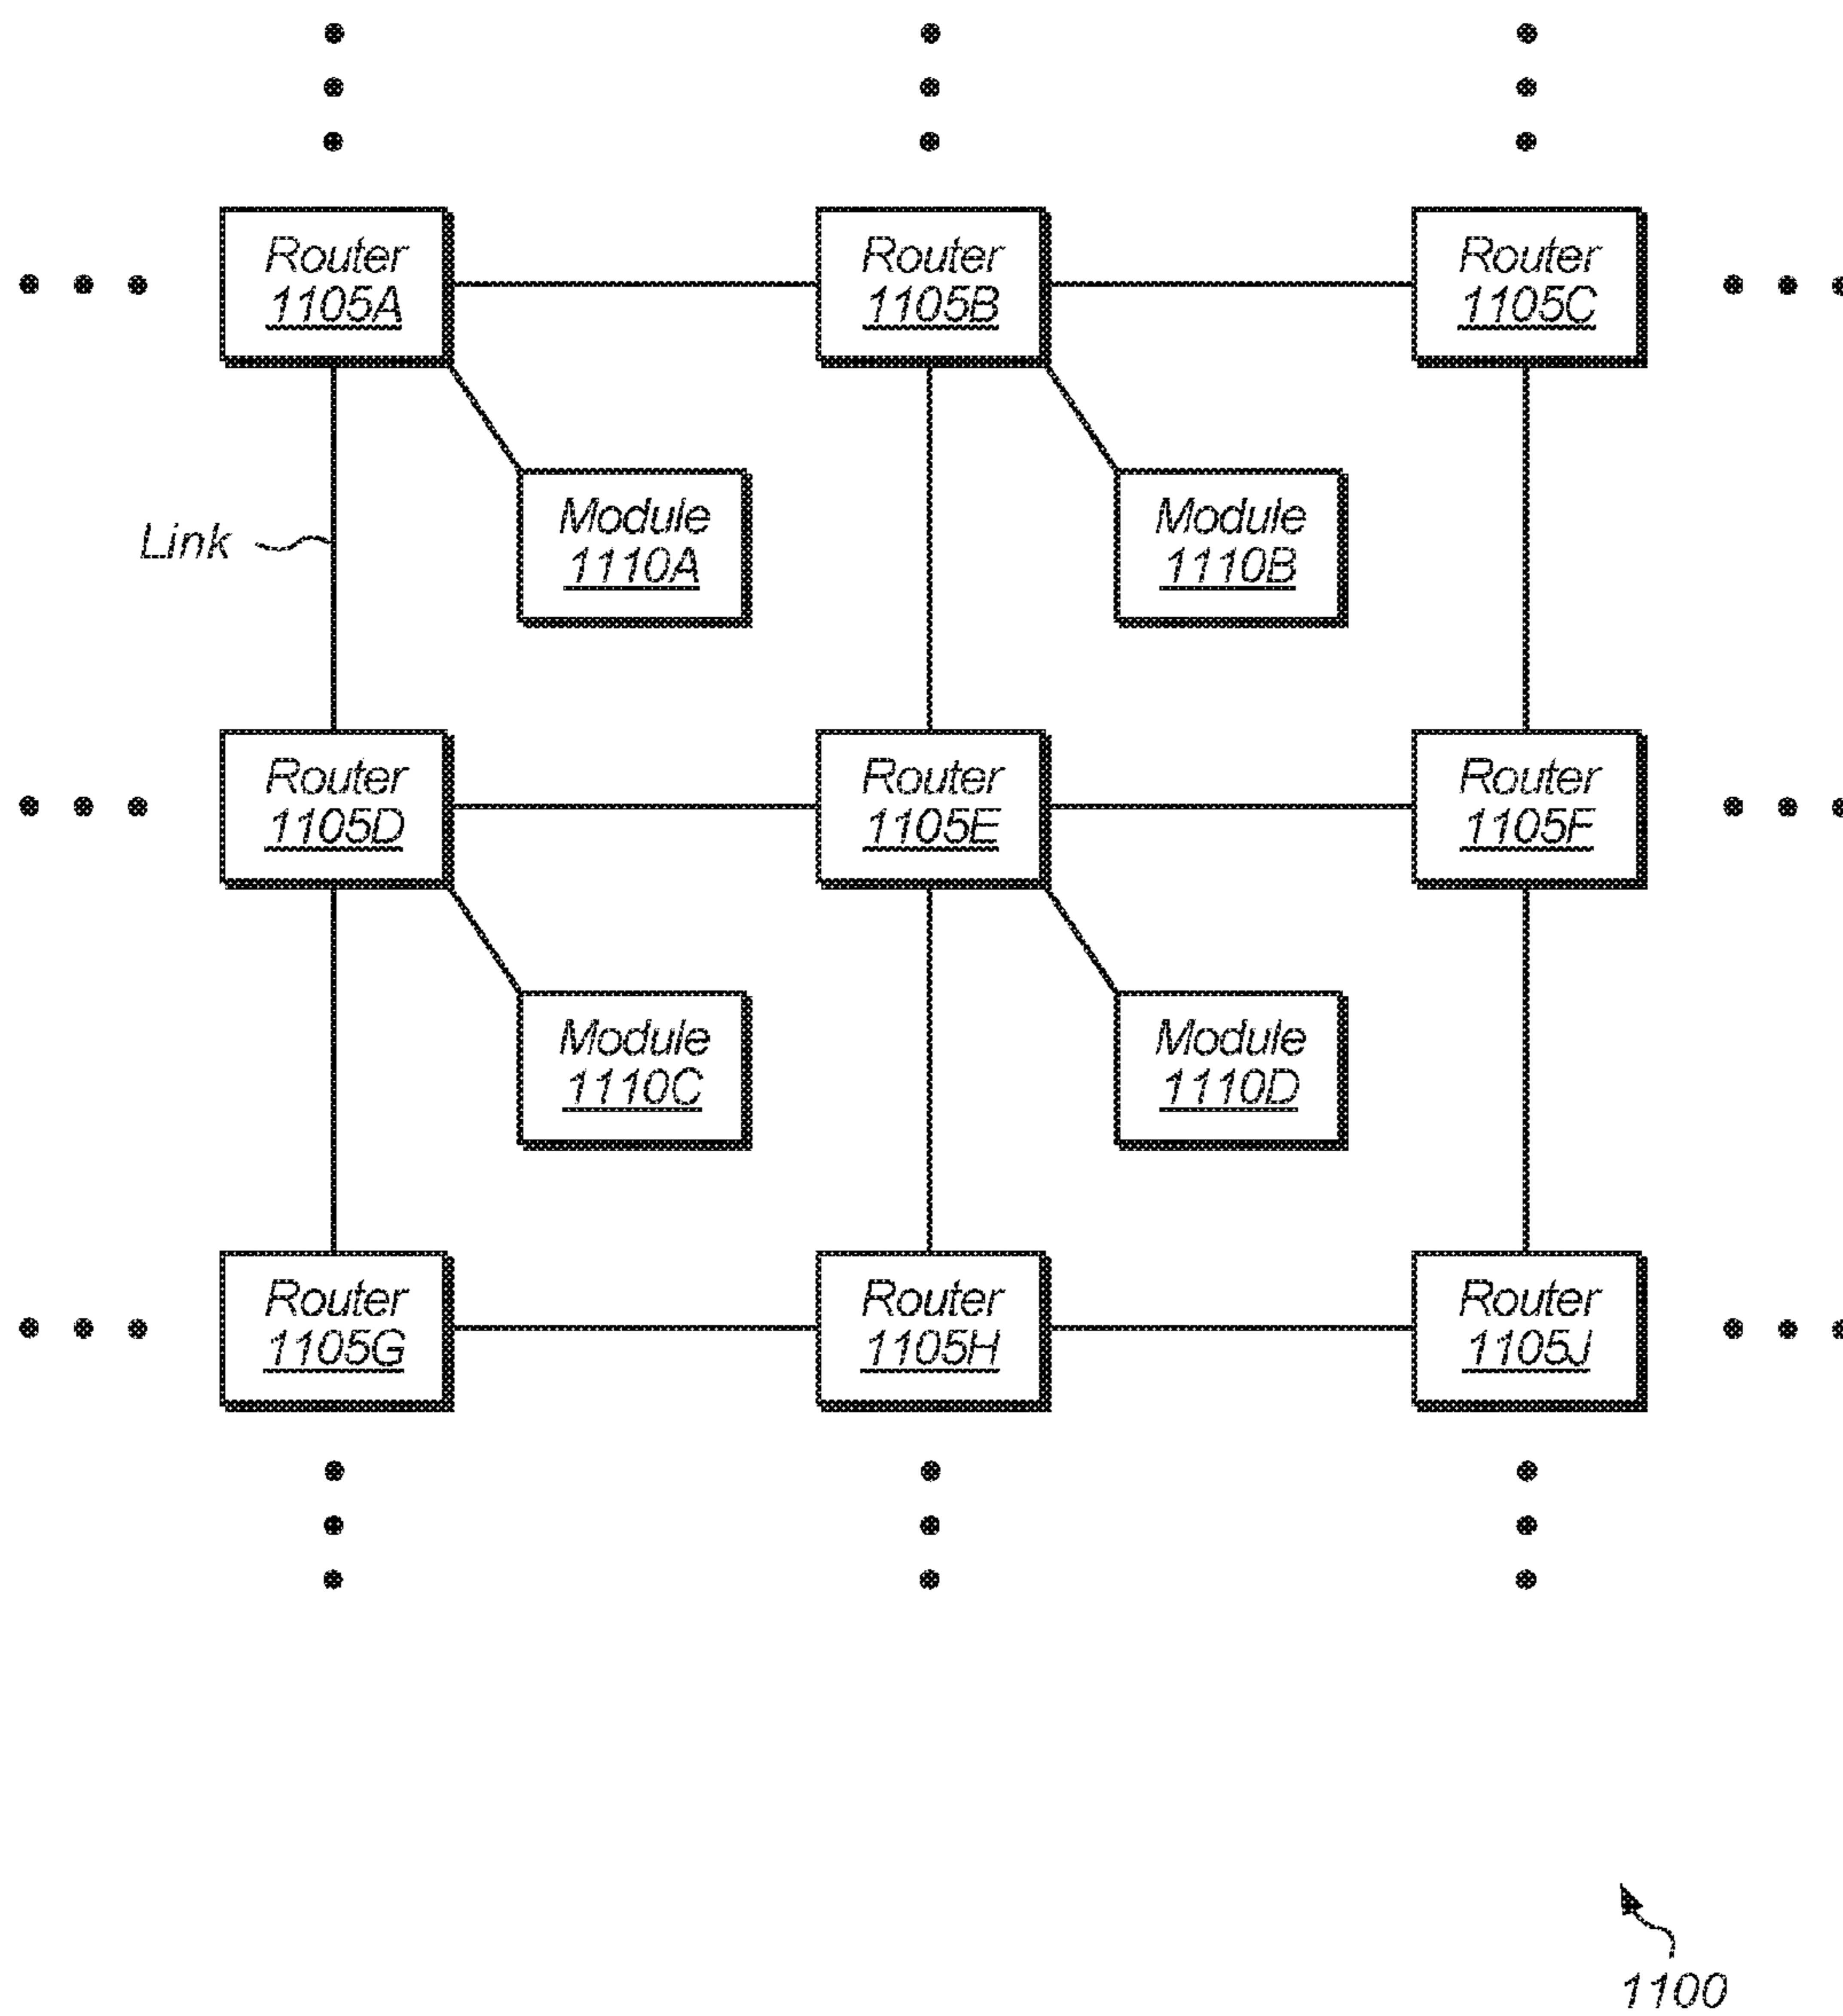 Router
1105A
Router
1105B
Router
1105C
Link
Module
1110A
Module
1110B
Router
1105D
Router
1105E
Router
1105F
Module
1110C
Module
1110D
Router
1105G
Router
1105H
Router
1105J
1100